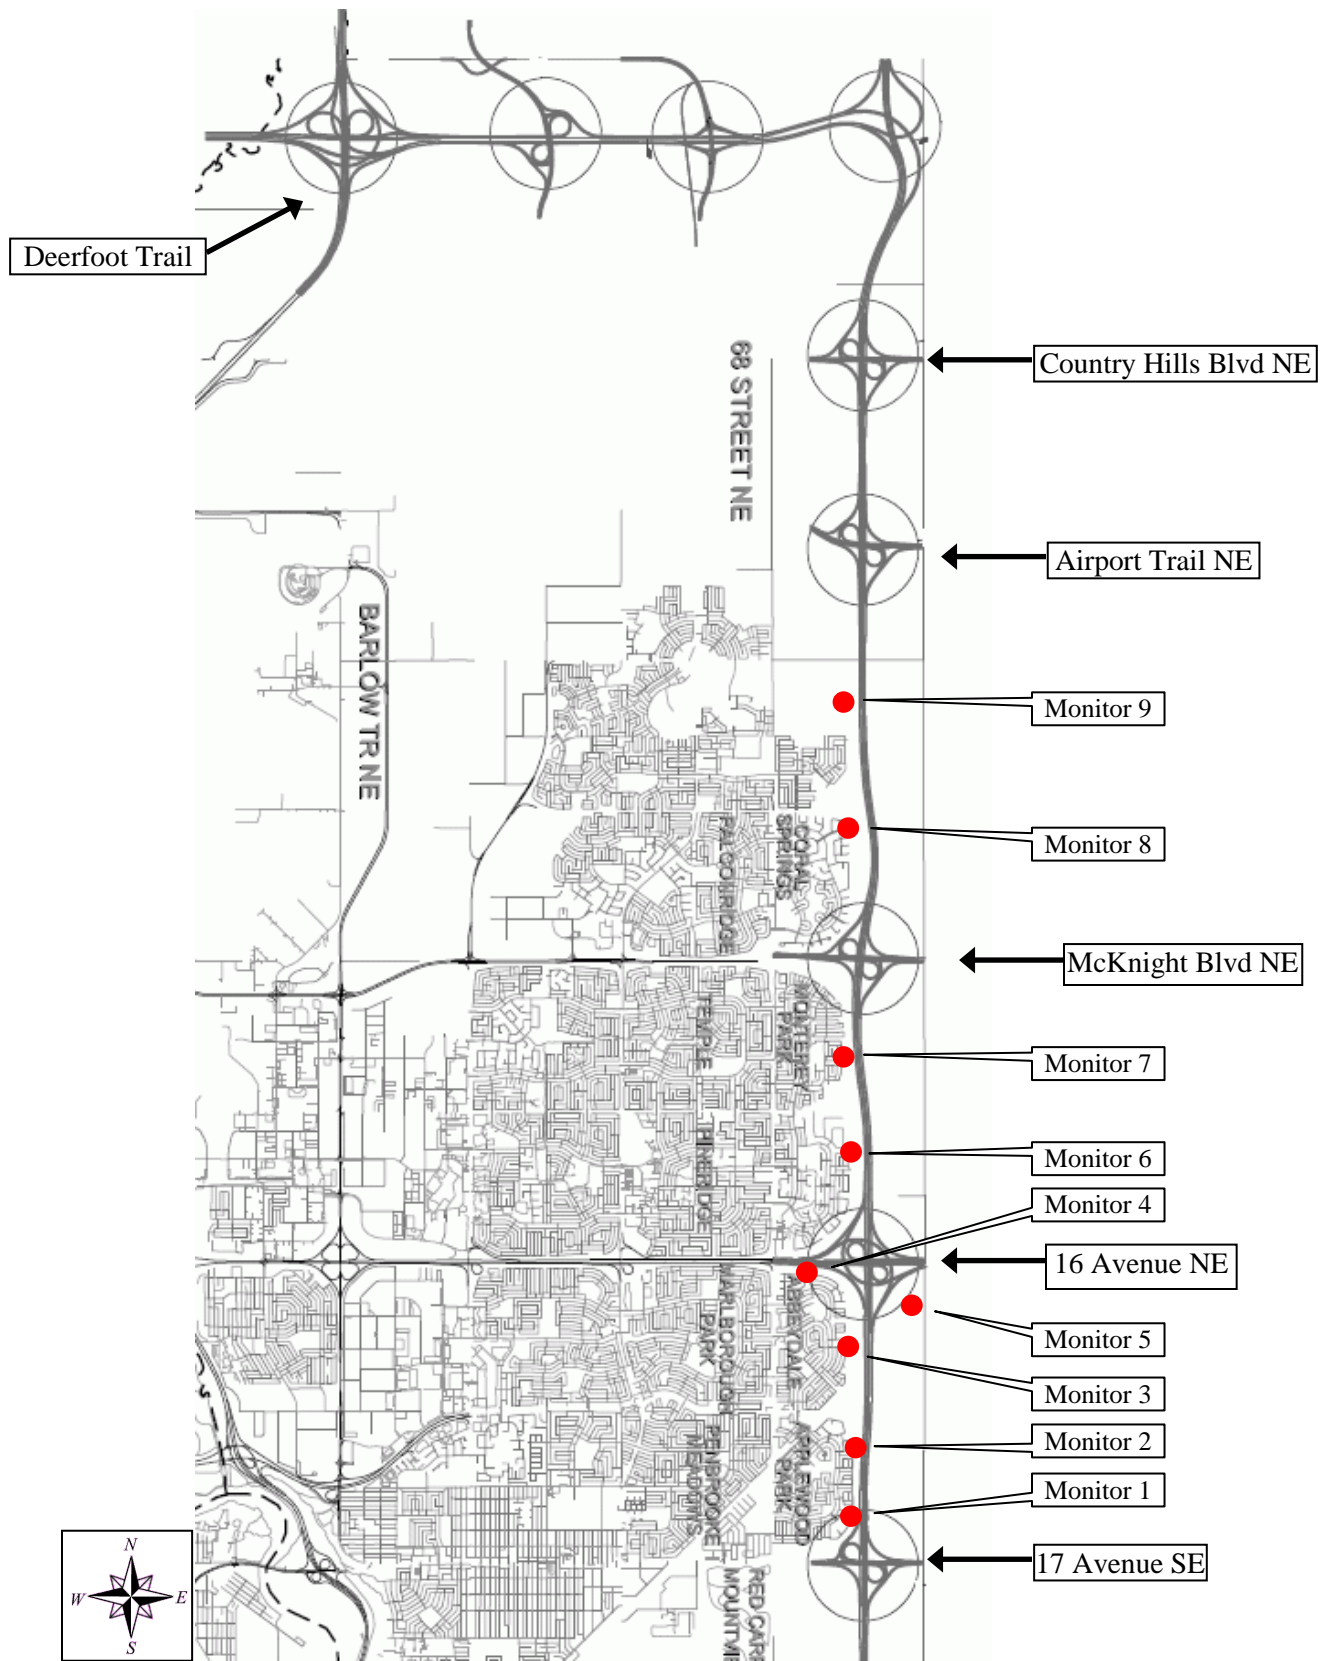 Deerfoot Trail
68 STREET NE
Country Hills Blvd NE
Airport Trail NE
BARLOW TR NE
Monitor 9
CORAL
SPRINGS
FALCONRIDGE
Monitor 8
McKnight Blvd NE
MONTEREY
PARK
TEMPLE
Monitor 7
PINERIDGE
Monitor 6
Monitor 4
16 Avenue NE
ABBEYDALE
MARLBOROUGH
PARK
Monitor 5
Monitor 3
APPLEWOOD
PARK
PENBROOKE
MEADOWS
Monitor 2
Monitor 1
17 Avenue SE
N
W
E
S